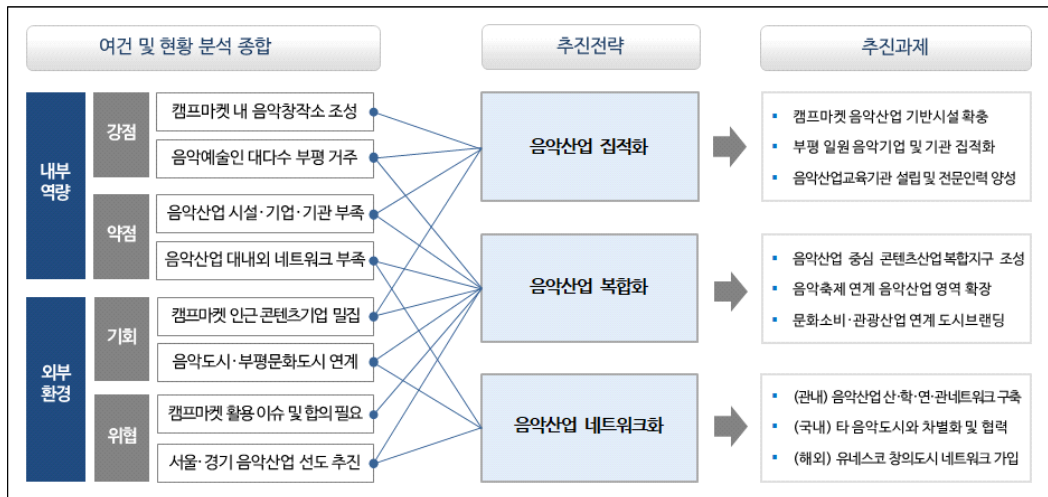 여건 및 현황 분석 종합
추진전략
추진과제
내부
역량
강점
캠프마켓 내 음악창작소 조성
음악예술인 대다수 부평 거주
약점
음악산업 시설·기업·기관 부족
음악산업 대내외 네트워크 부족
외부
환경
기회
캠프마켓 인근 콘텐츠기업 밀집
음악도시·부평문화도시 연계
위협
캠프마켓 활용 이슈 및 합의 필요
서울·경기 음악산업 선도 추진
음악산업 집적화
음악산업 복합화
음악산업 네트워크화
▪ 캠프마켓 음악산업 기반시설 확충
▪ 부평 일원 음악기업 및 기관 집적화
▪ 음악산업교육기관 설립 및 전문인력 양성
▪ 음악산업 중심 콘텐츠산업 복합지구 조성
▪ 음악축제 연계 음악산업 영역 확장
▪ 문화소비·관광산업 연계 도시브랜딩
▪ (관내) 음악산업 산·학·연·관네트워크 구축
▪ (국내) 타 음악도시와 차별화 및 협력
▪ (해외) 유네스코 창의도시 네트워크 가입